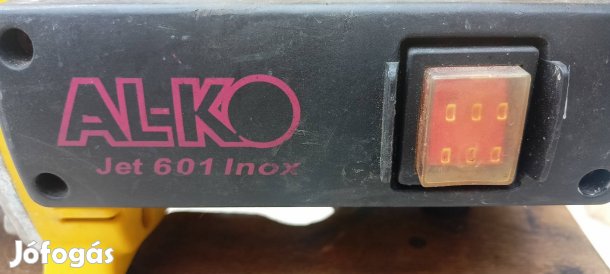 AL-KO
Jet 601 Inox
Jófogás